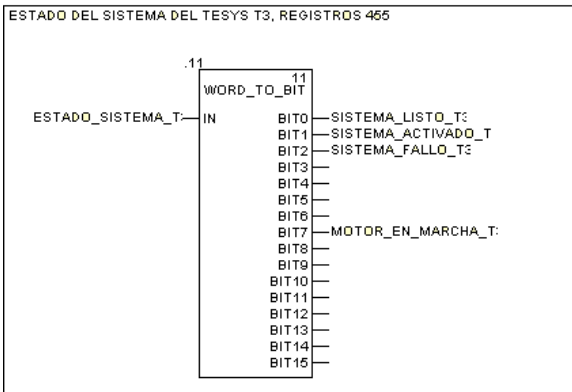 ESTADO DEL SISTEMA DEL TESYS T3, REGISTROS 455
.11
11
WORD_TO_BIT
ESTADO_SISTEMA_T IN BIT0 SISTEMA_LISTO_T3
BIT1 SISTEMA_ACTIVADO_T
BIT2 SISTEMA_FALLO_T3
BIT3
BIT4
BIT5
BIT6
BIT7 MOTOR_EN_MARCHA_T
BIT8
BIT9
BIT10
BIT11
BIT12
BIT13
BIT14
BIT15